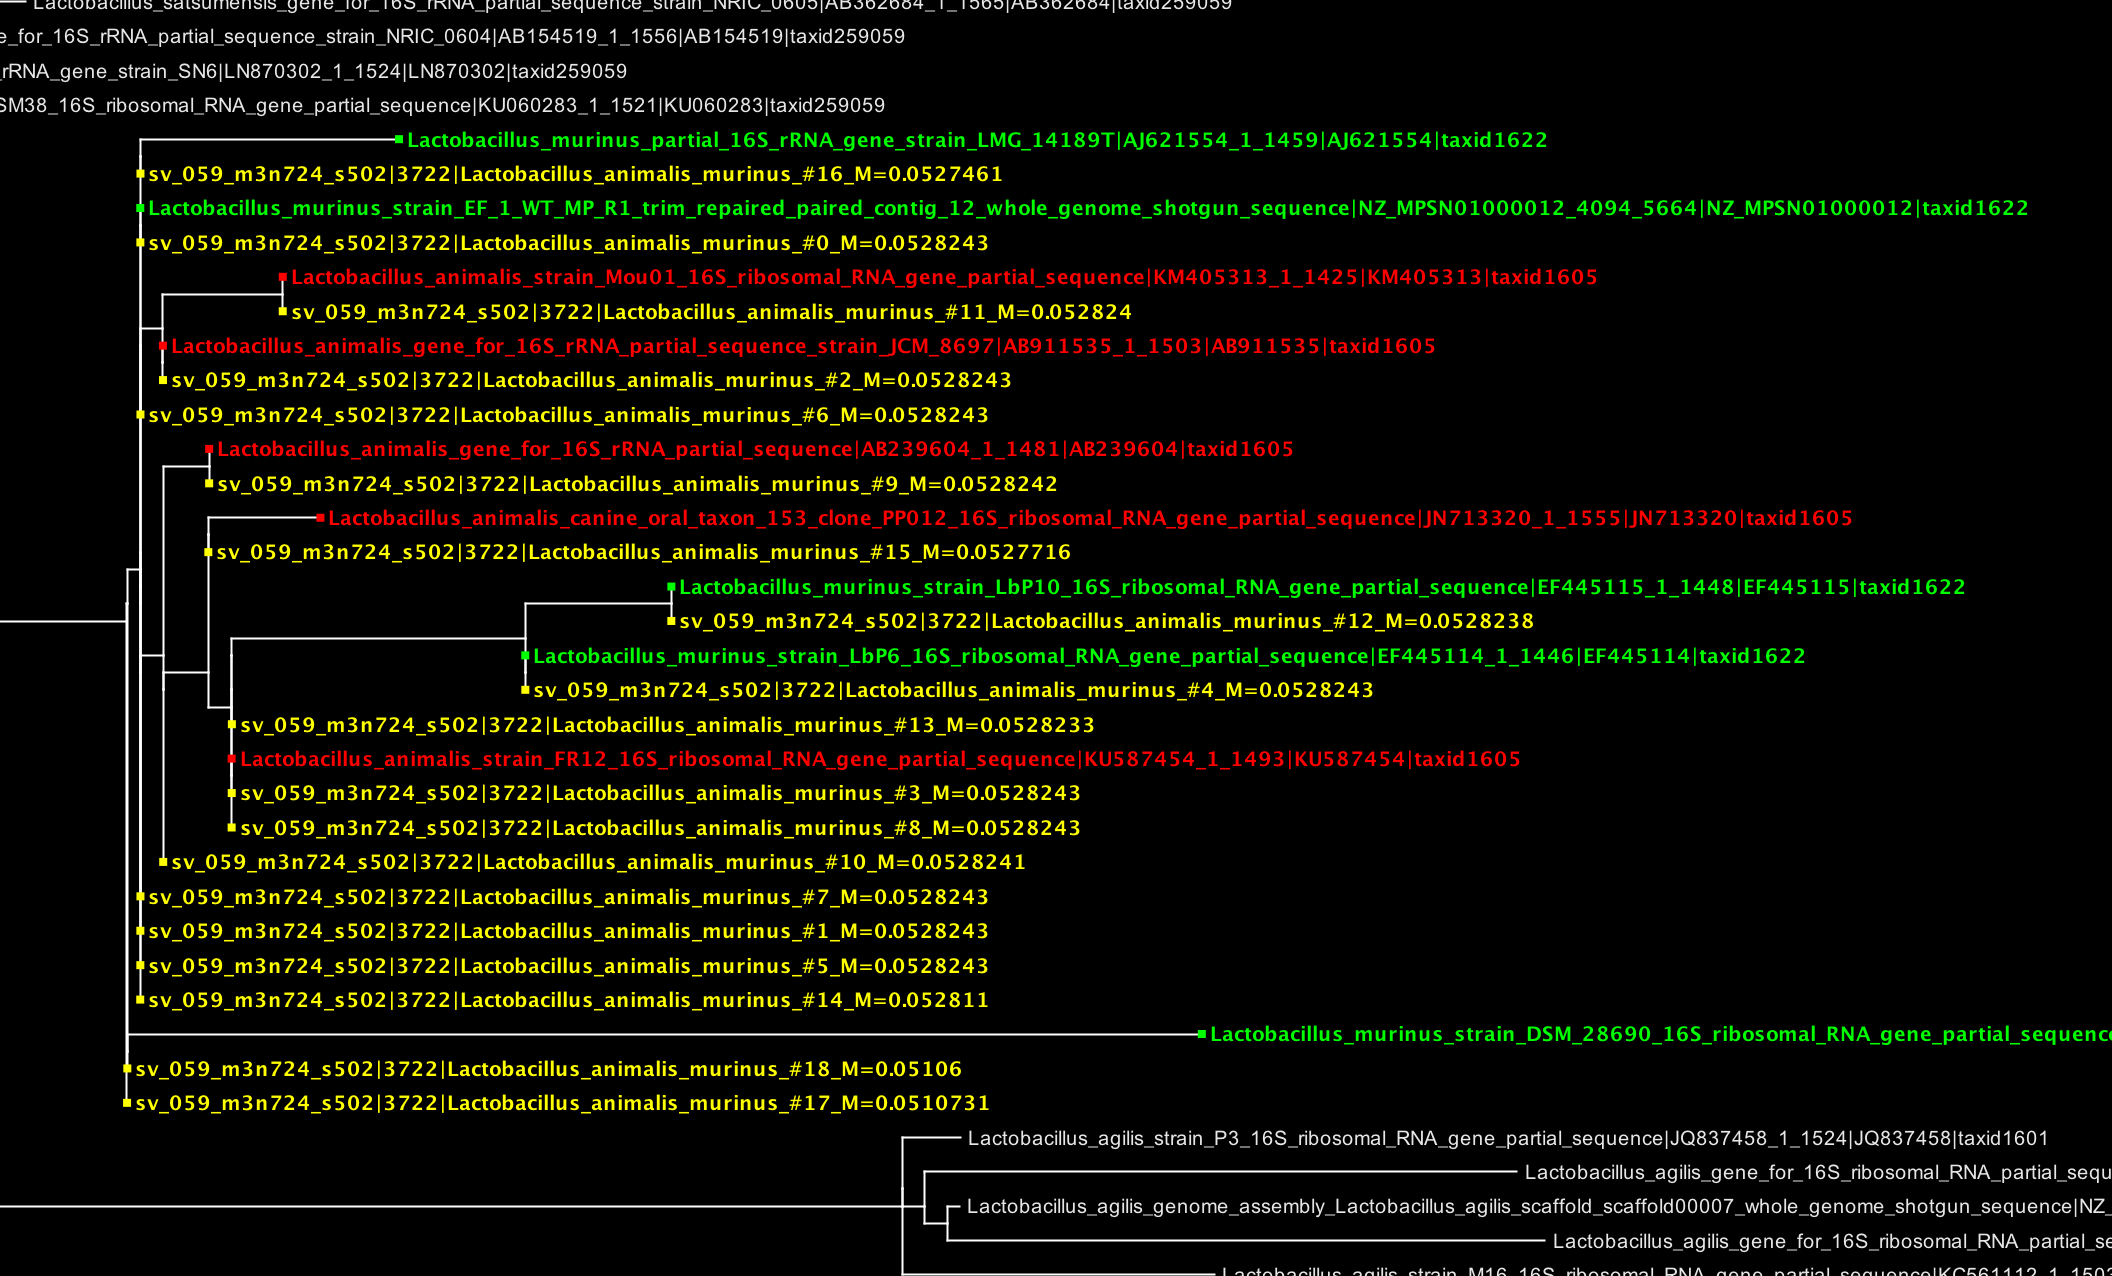 Lactobacillus_satsumensis_gene_for_16S_rRNA_partial_sequence_strain_NRIC_0605|AB362684_1_1565|AB362684|taxid259059
e_for_16S_rRNA_partial_sequence_strain_NRIC_0604|AB154519_1_1556|AB154519|taxid259059
rRNA_gene_strain_SN6|LN870302_1_1524|LN870302|taxid259059
SM38_16S_ribosomal_RNA_gene_partial_sequence|KU060283_1_1521|KU060283|taxid259059
Lactobacillus_murinus_partial_16S_rRNA_gene_strain_LMG_14189T|AJ621554_1_1459|AJ621554|taxid1622
sv_059_m3n724_s502|3722|Lactobacillus_animalis_murinus_#16_M=0.0527461
Lactobacillus_murinus_strain_EF_1_WT_MP_R1_trim_repaired_paired_contig_12_whole_genome_shotgun_sequence|NZ_MPSN01000012_4094_5664|NZ_MPSN01000012|taxid1622
sv_059_m3n724_s502|3722|Lactobacillus_animalis_murinus_#0_M=0.0528243
Lactobacillus_animalis_strain_Mou01_16S_ribosomal_RNA_gene_partial_sequence|KM405313_1_1425|KM405313|taxid1605
sv_059_m3n724_s502|3722|Lactobacillus_animalis_murinus_#11_M=0.052824
Lactobacillus_animalis_gene_for_16S_rRNA_partial_sequence_strain_JCM_8697|AB911535_1_1503|AB911535|taxid1605
sv_059_m3n724_s502|3722|Lactobacillus_animalis_murinus_#2_M=0.0528243
sv_059_m3n724_s502|3722|Lactobacillus_animalis_murinus_#6_M=0.0528243
Lactobacillus_animalis_gene_for_16S_rRNA_partial_sequence|AB239604_1_1481|AB239604|taxid1605
sv_059_m3n724_s502|3722|Lactobacillus_animalis_murinus_#9_M=0.0528242
Lactobacillus_animalis_canine_oral_taxon_153_clone_PP012_16S_ribosomal_RNA_gene_partial_sequence|JN713320_1_1555|JN713320|taxid1605
sv_059_m3n724_s502|3722|Lactobacillus_animalis_murinus_#15_M=0.0527716
Lactobacillus_murinus_strain_LbP10_16S_ribosomal_RNA_gene_partial_sequence|EF445115_1_1448|EF445115|taxid1622
sv_059_m3n724_s502|3722|Lactobacillus_animalis_murinus_#12_M=0.0528238
Lactobacillus_murinus_strain_LbP6_16S_ribosomal_RNA_gene_partial_sequence|EF445114_1_1446|EF445114|taxid1622
sv_059_m3n724_s502|3722|Lactobacillus_animalis_murinus_#4_M=0.0528243
sv_059_m3n724_s502|3722|Lactobacillus_animalis_murinus_#13_M=0.0528233
Lactobacillus_animalis_strain_FR12_16S_ribosomal_RNA_gene_partial_sequence|KU587454_1_1493|KU587454|taxid1605
sv_059_m3n724_s502|3722|Lactobacillus_animalis_murinus_#3_M=0.0528243
sv_059_m3n724_s502|3722|Lactobacillus_animalis_murinus_#8_M=0.0528243
sv_059_m3n724_s502|3722|Lactobacillus_animalis_murinus_#10_M=0.0528241
sv_059_m3n724_s502|3722|Lactobacillus_animalis_murinus_#7_M=0.0528243
sv_059_m3n724_s502|3722|Lactobacillus_animalis_murinus_#1_M=0.0528243
sv_059_m3n724_s502|3722|Lactobacillus_animalis_murinus_#5_M=0.0528243
sv_059_m3n724_s502|3722|Lactobacillus_animalis_murinus_#14_M=0.052811
Lactobacillus_murinus_strain_DSM_28690_16S_ribosomal_RNA_gene_partial_sequenc
sv_059_m3n724_s502|3722|Lactobacillus_animalis_murinus_#18_M=0.05106
sv_059_m3n724_s502|3722|Lactobacillus_animalis_murinus_#17_M=0.0510731
Lactobacillus_agilis_strain_P3_16S_ribosomal_RNA_gene_partial_sequence|JQ837458_1_1524|JQ837458|taxid1601
Lactobacillus_agilis_gene_for_16S_ribosomal_RNA_partial_sequ
Lactobacillus_agilis_genome_assembly_Lactobacillus_agilis_scaffold_scaffold00007_whole_genome_shotgun_sequence|NZ_
Lactobacillus_agilis_gene_for_16S_ribosomal_RNA_partial_se
Lactobacillus_agilis_strain_M16_16S_ribosomal_RNA_gene_partial_sequence|KC561112_1_1503